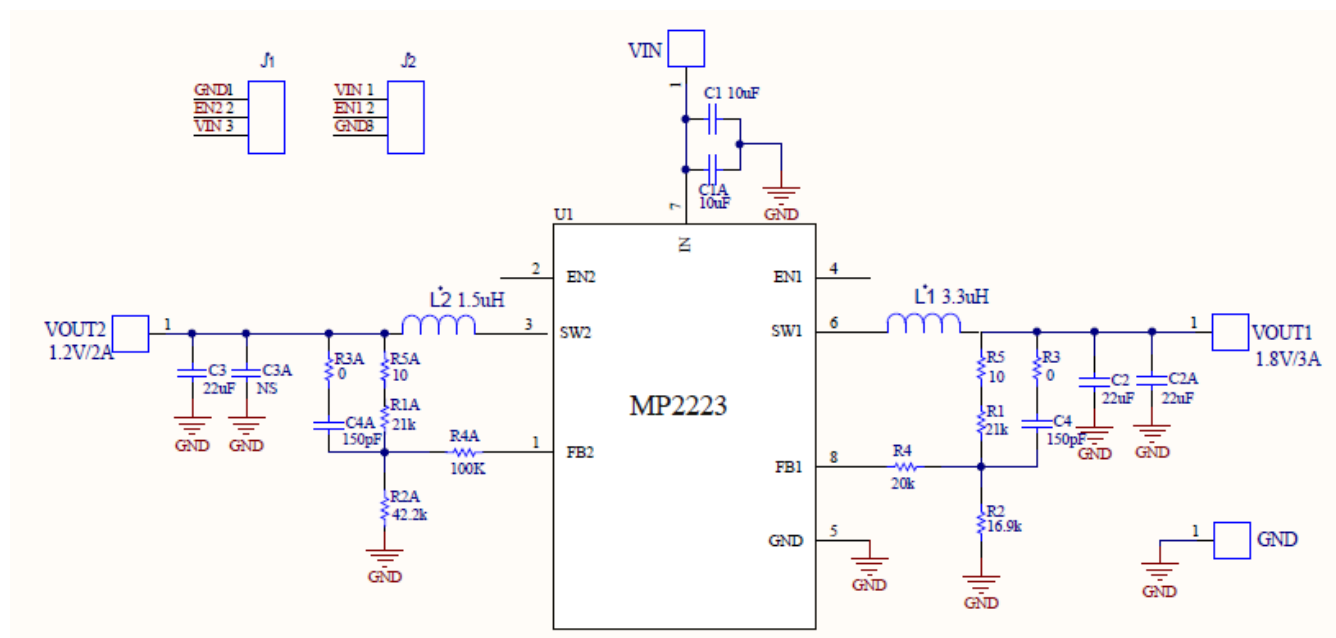 J1
GND 1
EN2 2
VIN 3
J2
VIN 1
EN1 2
GND 3
VIN
1
C1 10uF
C1A
10uF
GND
7
U1
IN
2
EN2
EN1
4
L2 1.5uH
3
SW2
SW1
6
L1 3.3uH
VOUT2
1
1.2V/2A
1
VOUT1
1.8V/3A
C3
22uF
GND
C3A
NS
GND
R3A
0
R5A
10
C4A
150pF
R1A
21k
R4A
100K
1
FB2
R2A
42.2k
GND
MP2223
R5
10
R3
0
R1
21k
C4
150pF
C2
22uF
GND
C2A
22uF
GND
FB1
8
R4
20k
R2
16.9k
GND
GND
5
GND
1
GND
GND